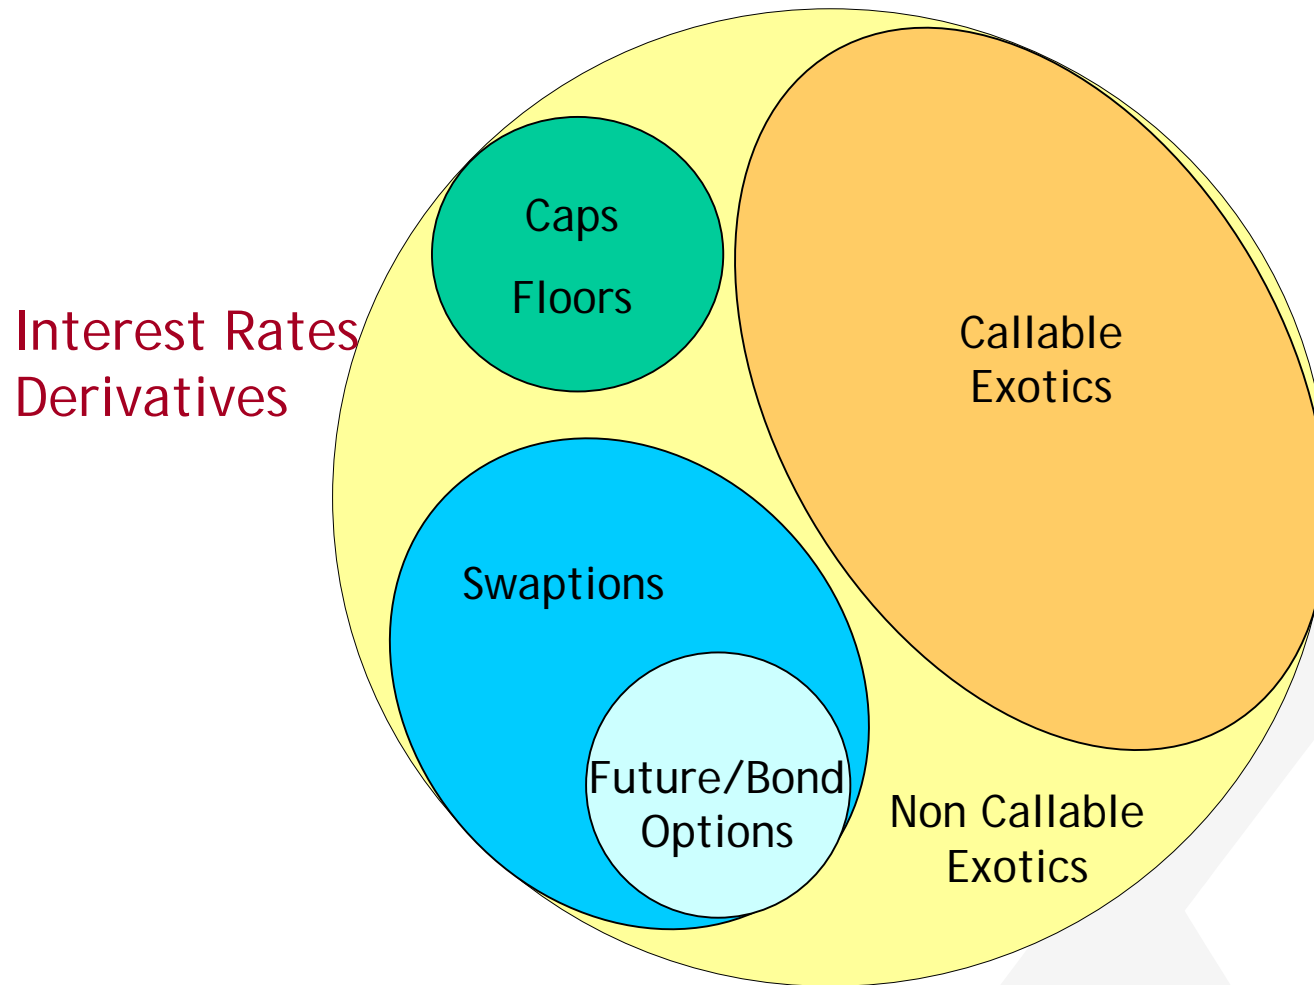 Interest Rates
Derivatives
Caps
Floors
Callable
Exotics
Swaptions
Future/Bond
Options
Non Callable
Exotics